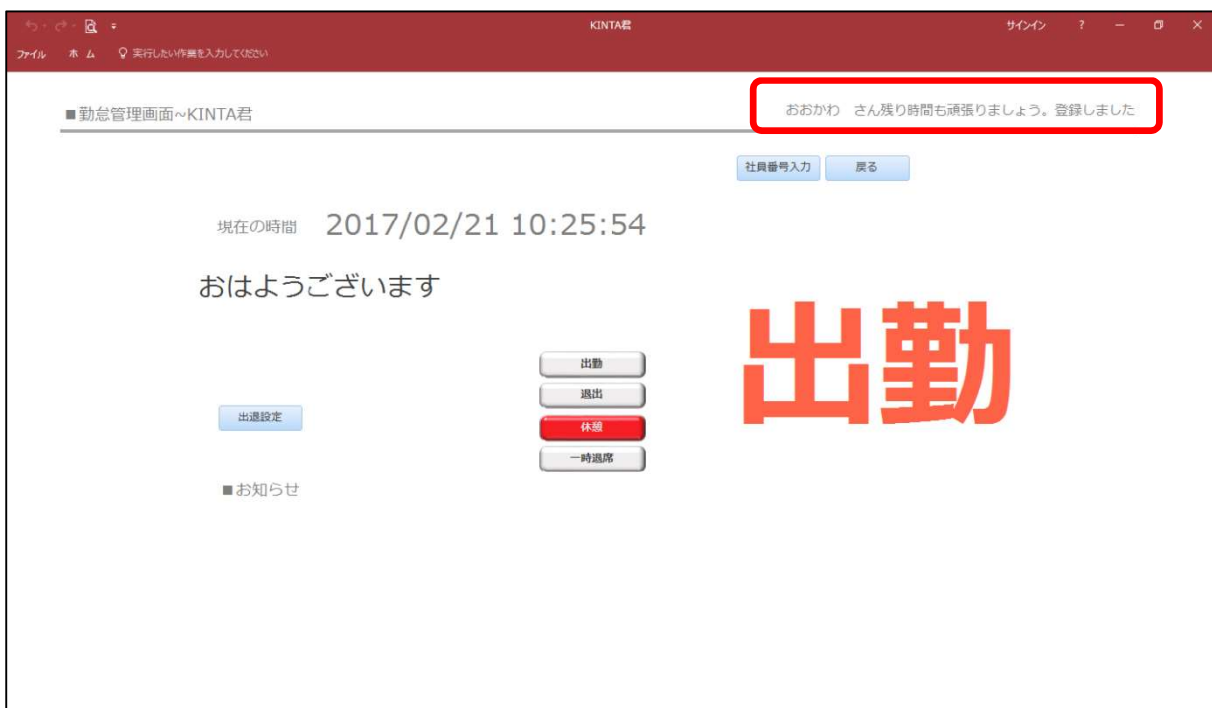 KINTA君
サインイン ? － X
ファイル ホーム 実行したい作業を入力してください
■勤怠管理画面~KINTA君
おおかわ　さん残り時間も頑張りましょう。登録しました
社員番号入力 戻る
現在の時間 2017/02/21 10:25:54
おはようございます
出勤
出勤
退出
休憩
一時退席
出退設定
■お知らせ